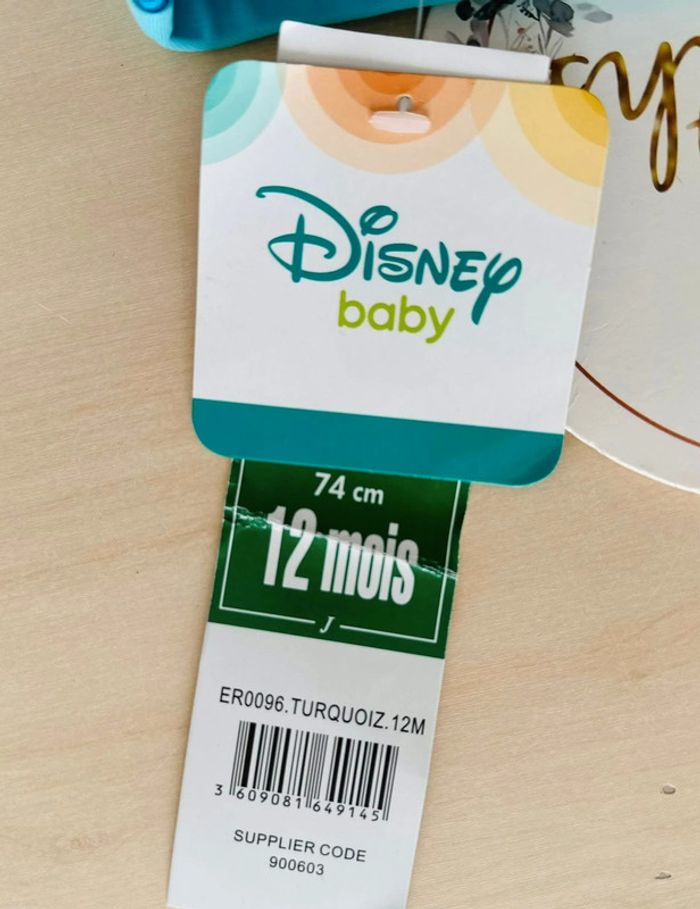 Disney
baby
74 cm
12 mois
J
ER0096.TURQUOIZ.12M
3 609081 649145
SUPPLIER CODE
900603